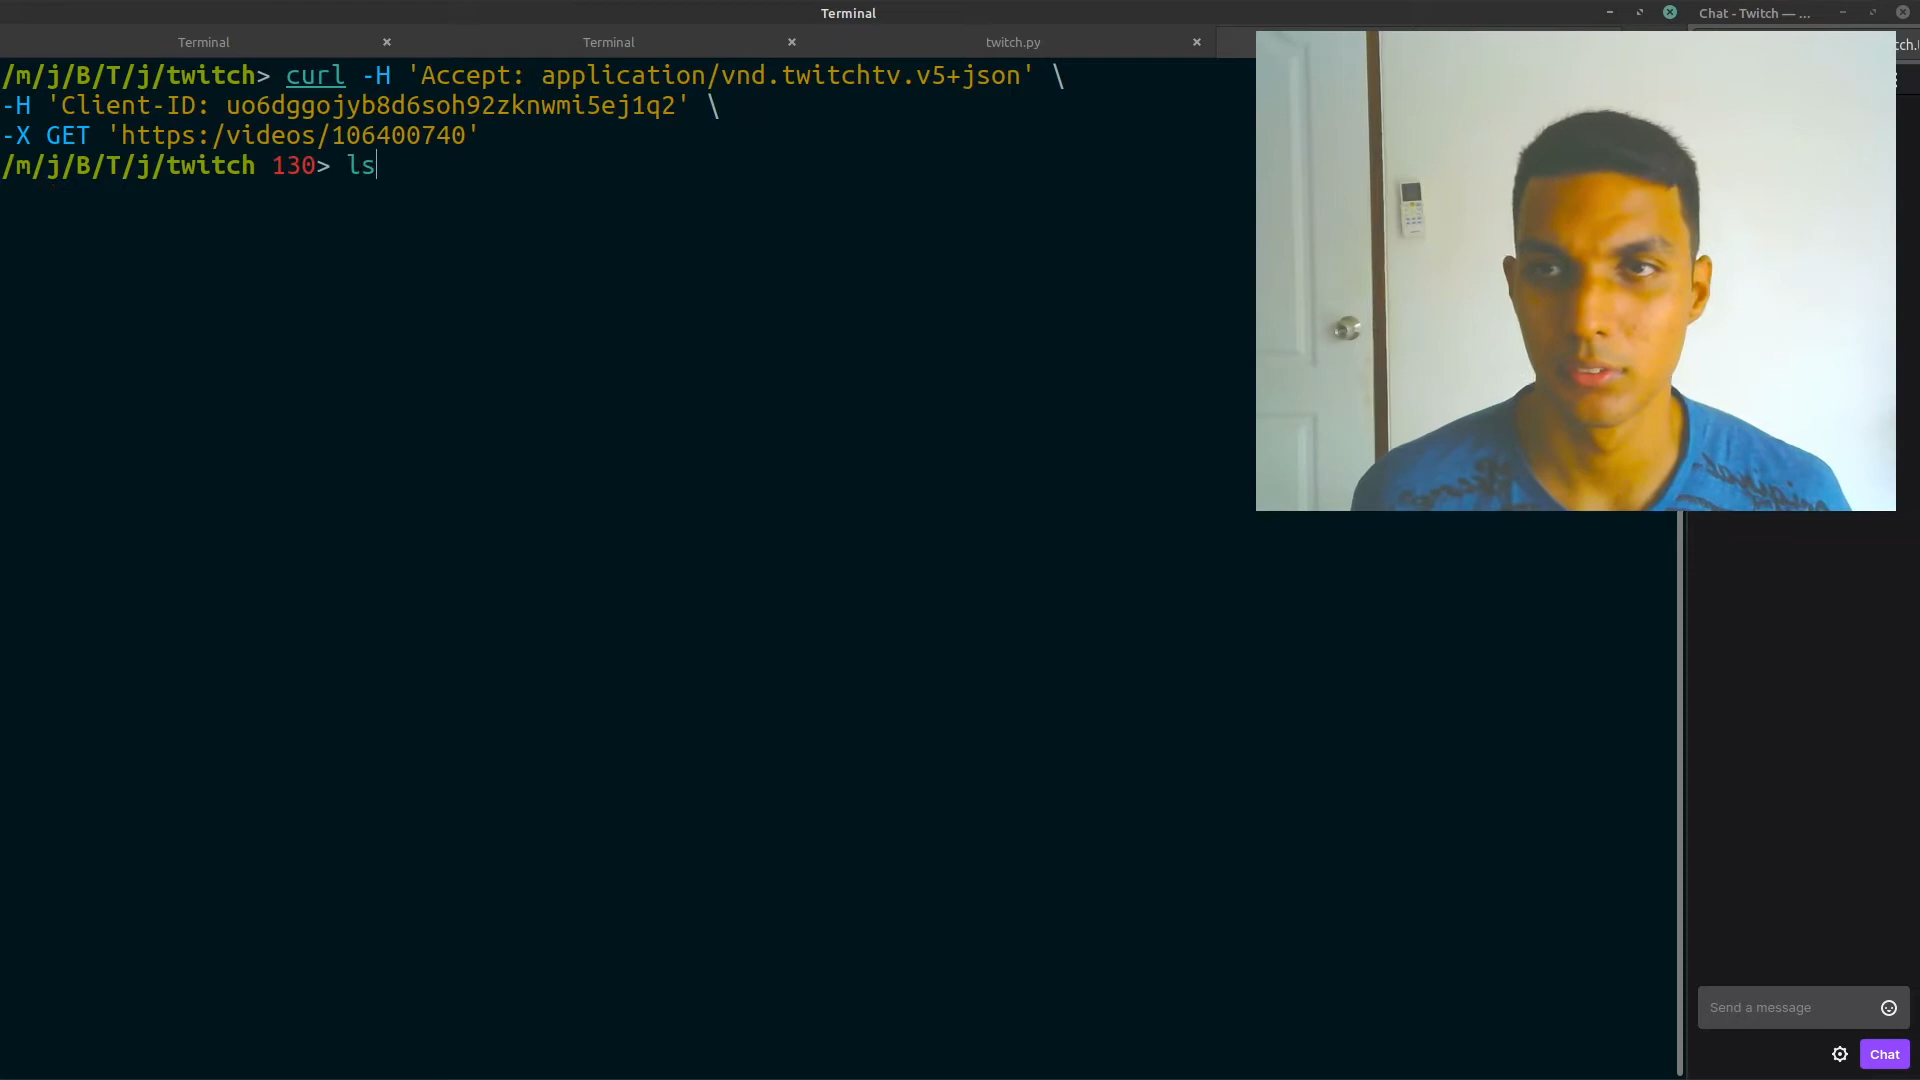 Terminal
Chat - Twitch — ...
Terminal
Terminal
twitch.py
/m/j/B/T/j/twitch> curl -H 'Accept: application/vnd.twitchtv.v5+json' \
-H 'Client-ID: uo6dggojyb8d6soh92zknwmi5ej1q2' \
-X GET 'https:/videos/106400740'
/m/j/B/T/j/twitch 130> ls
Send a message
Chat